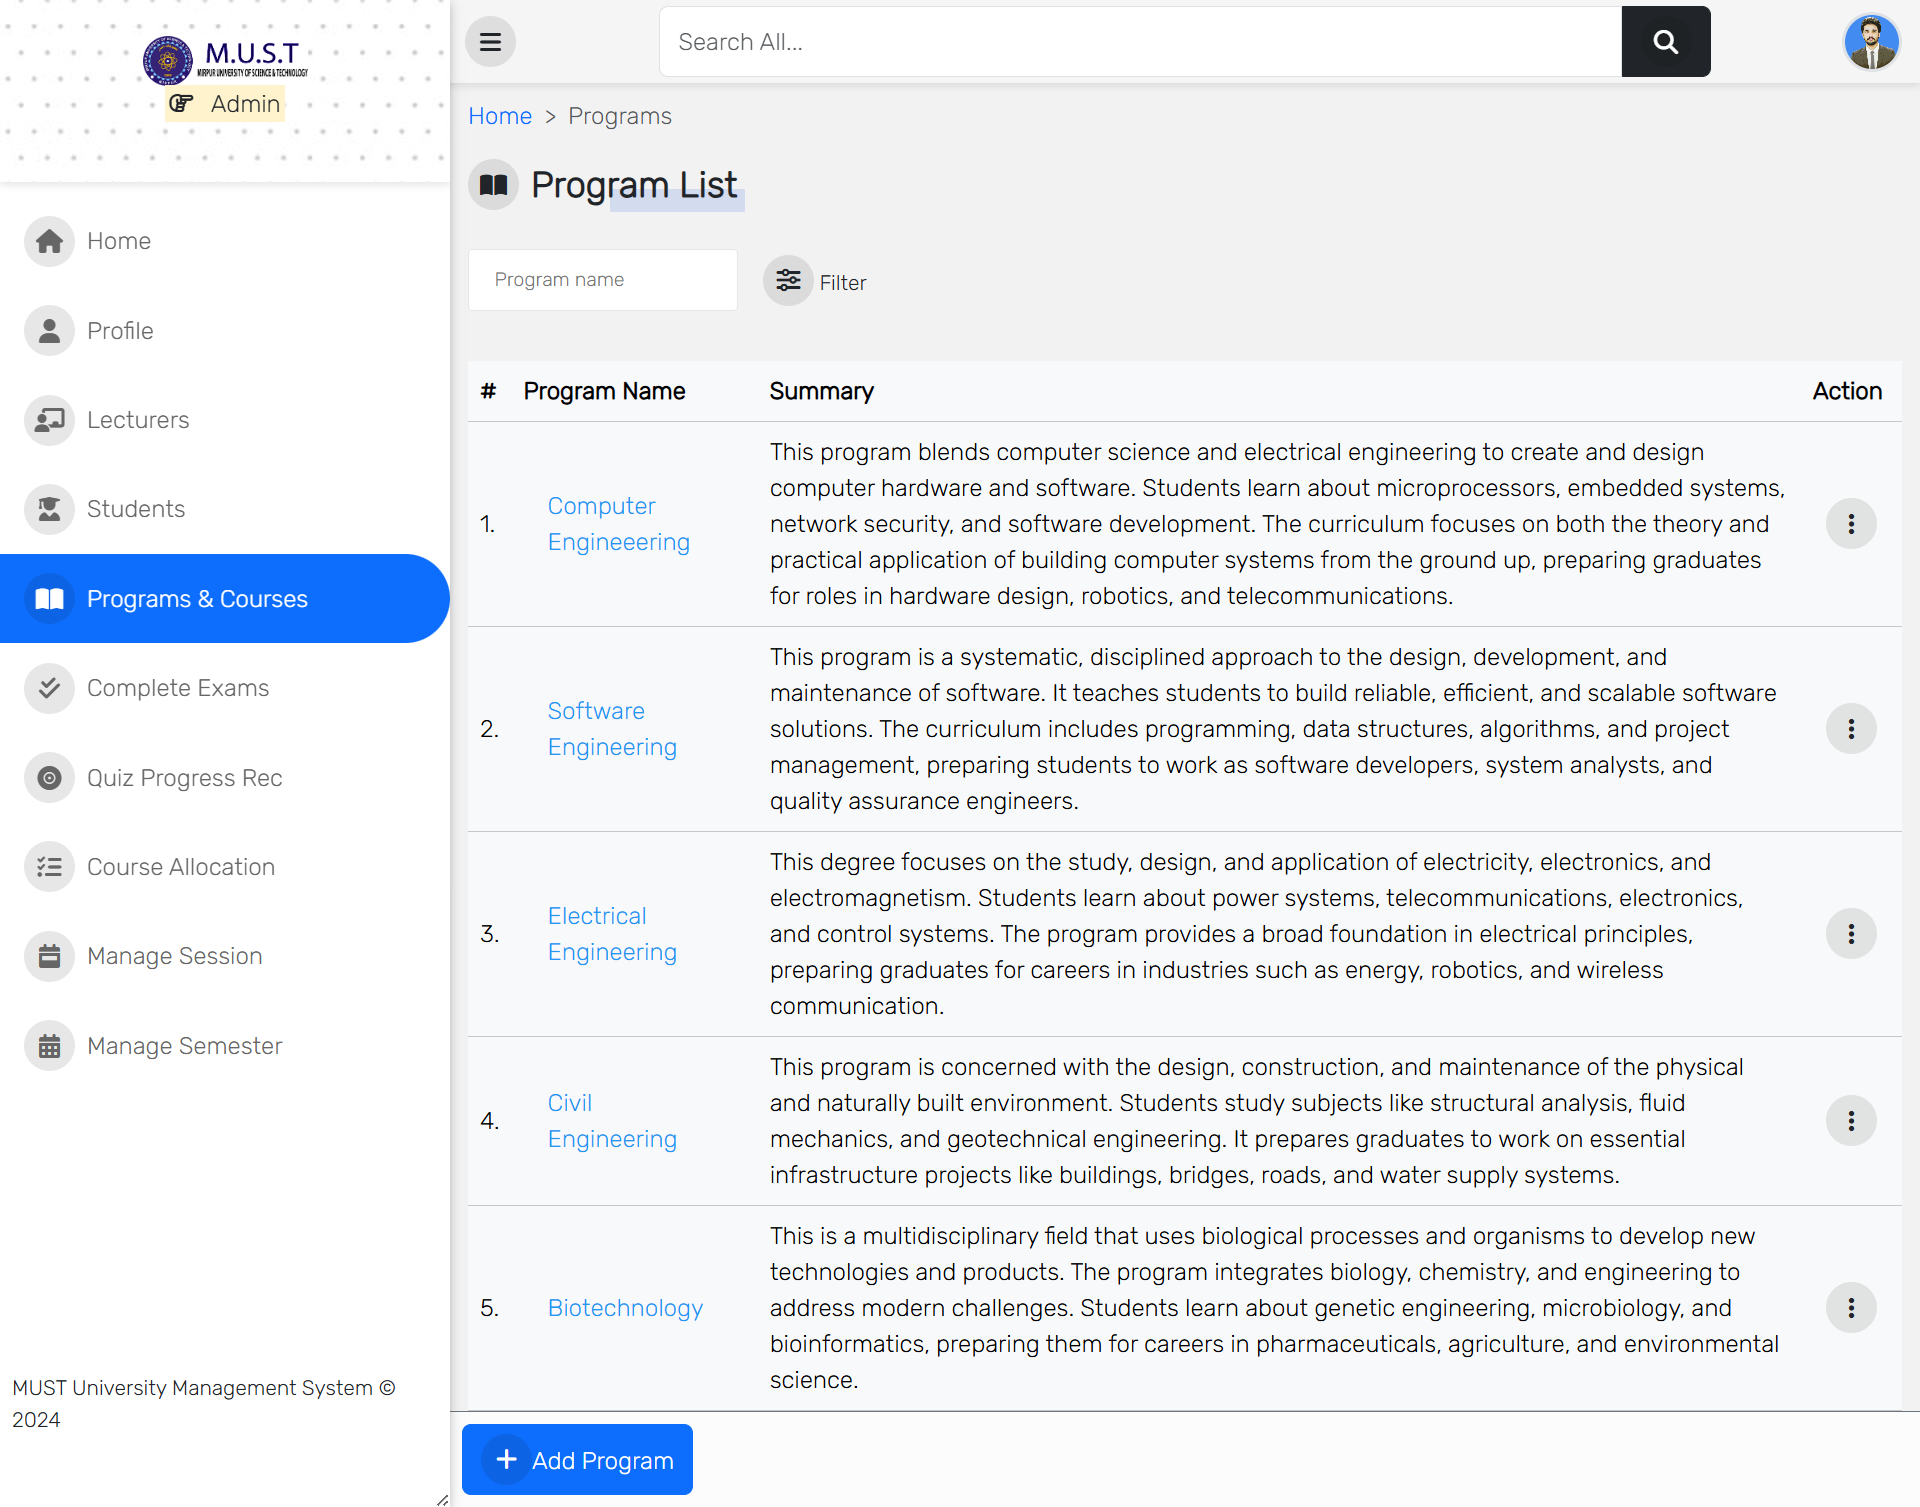 M.U.S.T
MIRPUR UNIVERSITY OF SCIENCE & TECHNOLOGY
Admin
Home
Profile
Lecturers
Students
Programs & Courses
Complete Exams
Quiz Progress Rec
Course Allocation
Manage Session
Manage Semester
MUST University Management System ©
2024
Search All...
Home > Programs
Program List
Program name
Filter
# Program Name Summary Action
1.
Computer
Engineeering
This program blends computer science and electrical engineering to create and design
computer hardware and software. Students learn about microprocessors, embedded systems,
network security, and software development. The curriculum focuses on both the theory and
practical application of building computer systems from the ground up, preparing graduates
for roles in hardware design, robotics, and telecommunications.
2.
Software
Engineering
This program is a systematic, disciplined approach to the design, development, and
maintenance of software. It teaches students to build reliable, efficient, and scalable software
solutions. The curriculum includes programming, data structures, algorithms, and project
management, preparing students to work as software developers, system analysts, and
quality assurance engineers.
3.
Electrical
Engineering
This degree focuses on the study, design, and application of electricity, electronics, and
electromagnetism. Students learn about power systems, telecommunications, electronics,
and control systems. The program provides a broad foundation in electrical principles,
preparing graduates for careers in industries such as energy, robotics, and wireless
communication.
4.
Civil
Engineering
This program is concerned with the design, construction, and maintenance of the physical
and naturally built environment. Students study subjects like structural analysis, fluid
mechanics, and geotechnical engineering. It prepares graduates to work on essential
infrastructure projects like buildings, bridges, roads, and water supply systems.
5.
Biotechnology
This is a multidisciplinary field that uses biological processes and organisms to develop new
technologies and products. The program integrates biology, chemistry, and engineering to
address modern challenges. Students learn about genetic engineering, microbiology, and
bioinformatics, preparing them for careers in pharmaceuticals, agriculture, and environmental
science.
Add Program